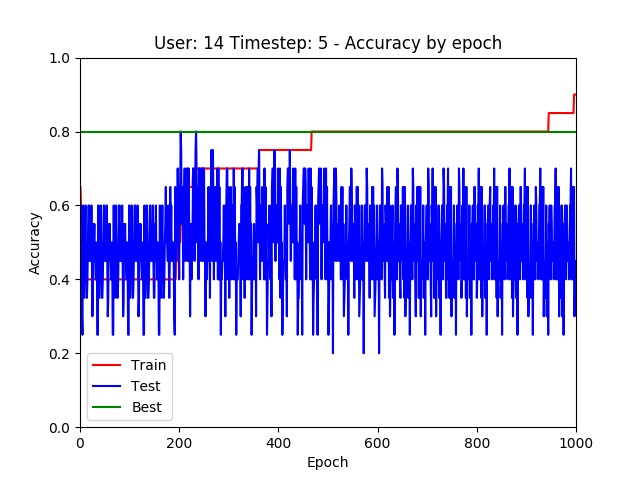 User: 14 Timestep: 5 - Accuracy by epoch
1.0
0.8
0.6
0.4
0.2
0.0
Accuracy
Train
Test
Best
0 200 400 600 800 1000
Epoch